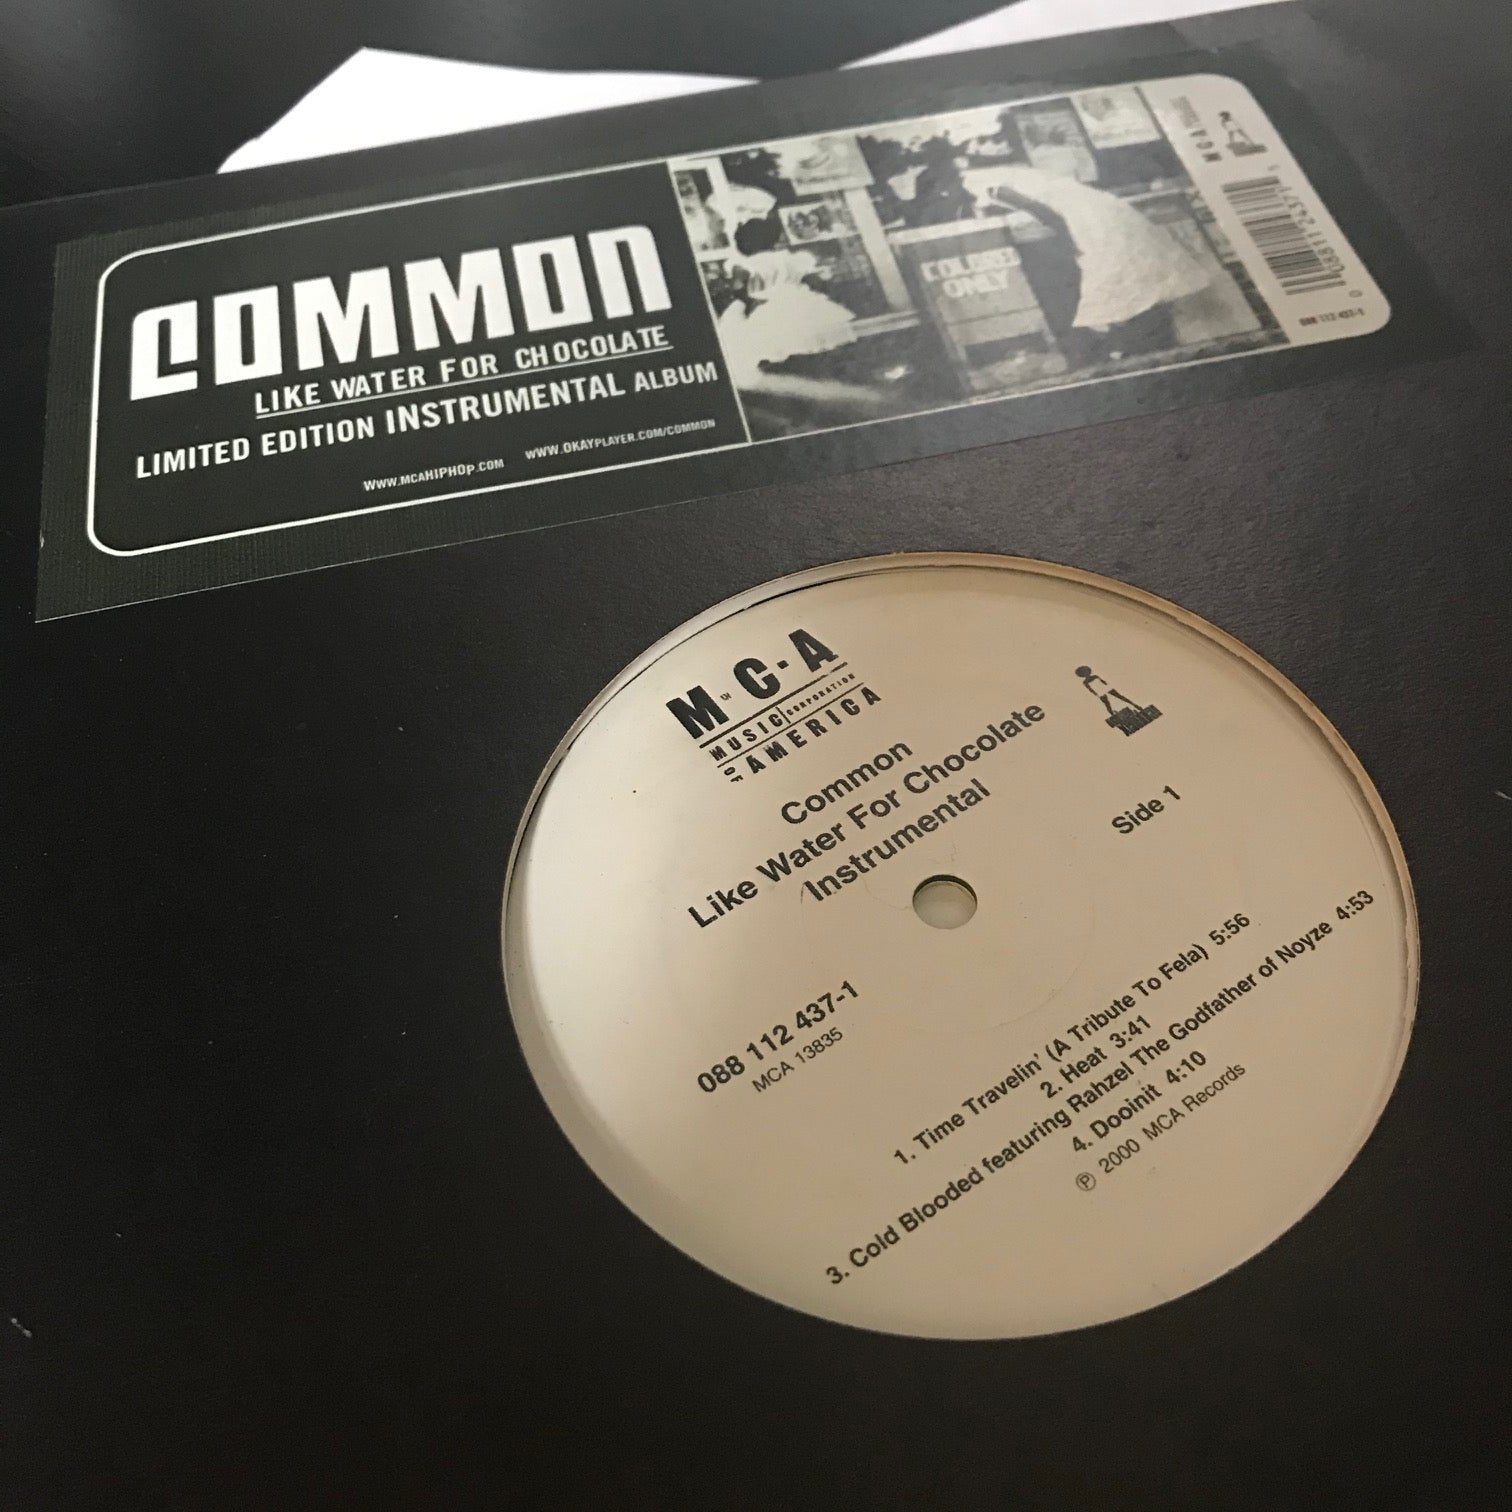 COMMON
LIKE WATER FOR CHOCOLATE
LIMITED EDITION INSTRUMENTAL ALBUM
WWW.MCAHIPHOP.COM WWW.OKAYPLAYER.COM/COMMON
COLORED
ONLY
MCA
088 112 437-1
M·C·A
MUSIC CORPORATION
OF AMERICA
Common
Like Water For Chocolate
Instrumental
Side 1
088 112 437-1
MCA 13835
1. Time Travelin' (A Tribute To Fela) 5:56
2. Heat 3:41
3. Cold Blooded featuring Rahzel The Godfather of Noyze 4:53
4. Dooinit 4:10
℗ 2000 MCA Records